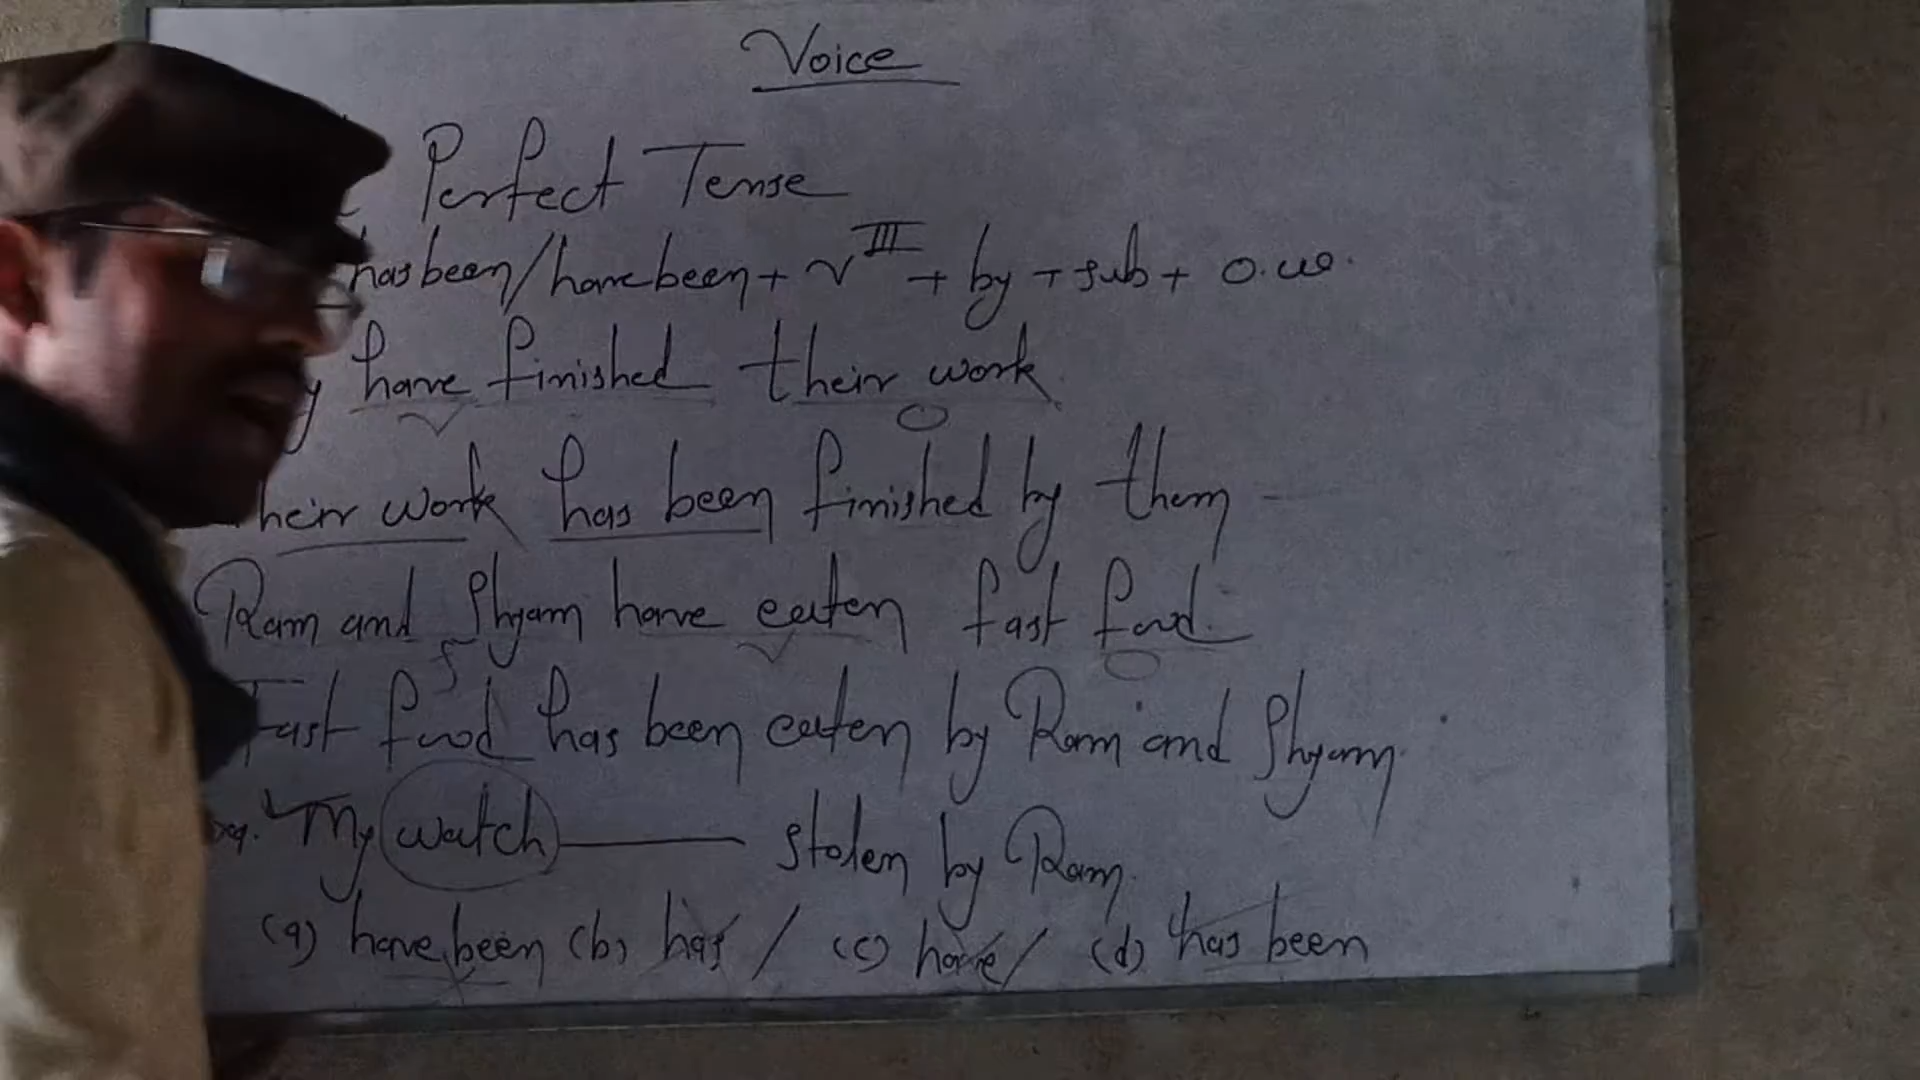 Voice
Perfect Tense
has been/have been + V III + by + sub + o.w.
have finished their work
heir work has been finished by them
Ram and Shyam have eaten fast food.
Fast food has been eaten by Ram and Shyam.
My watch ——— stolen by Ram.
(a) have been (b) has / (c) have / (d) has been